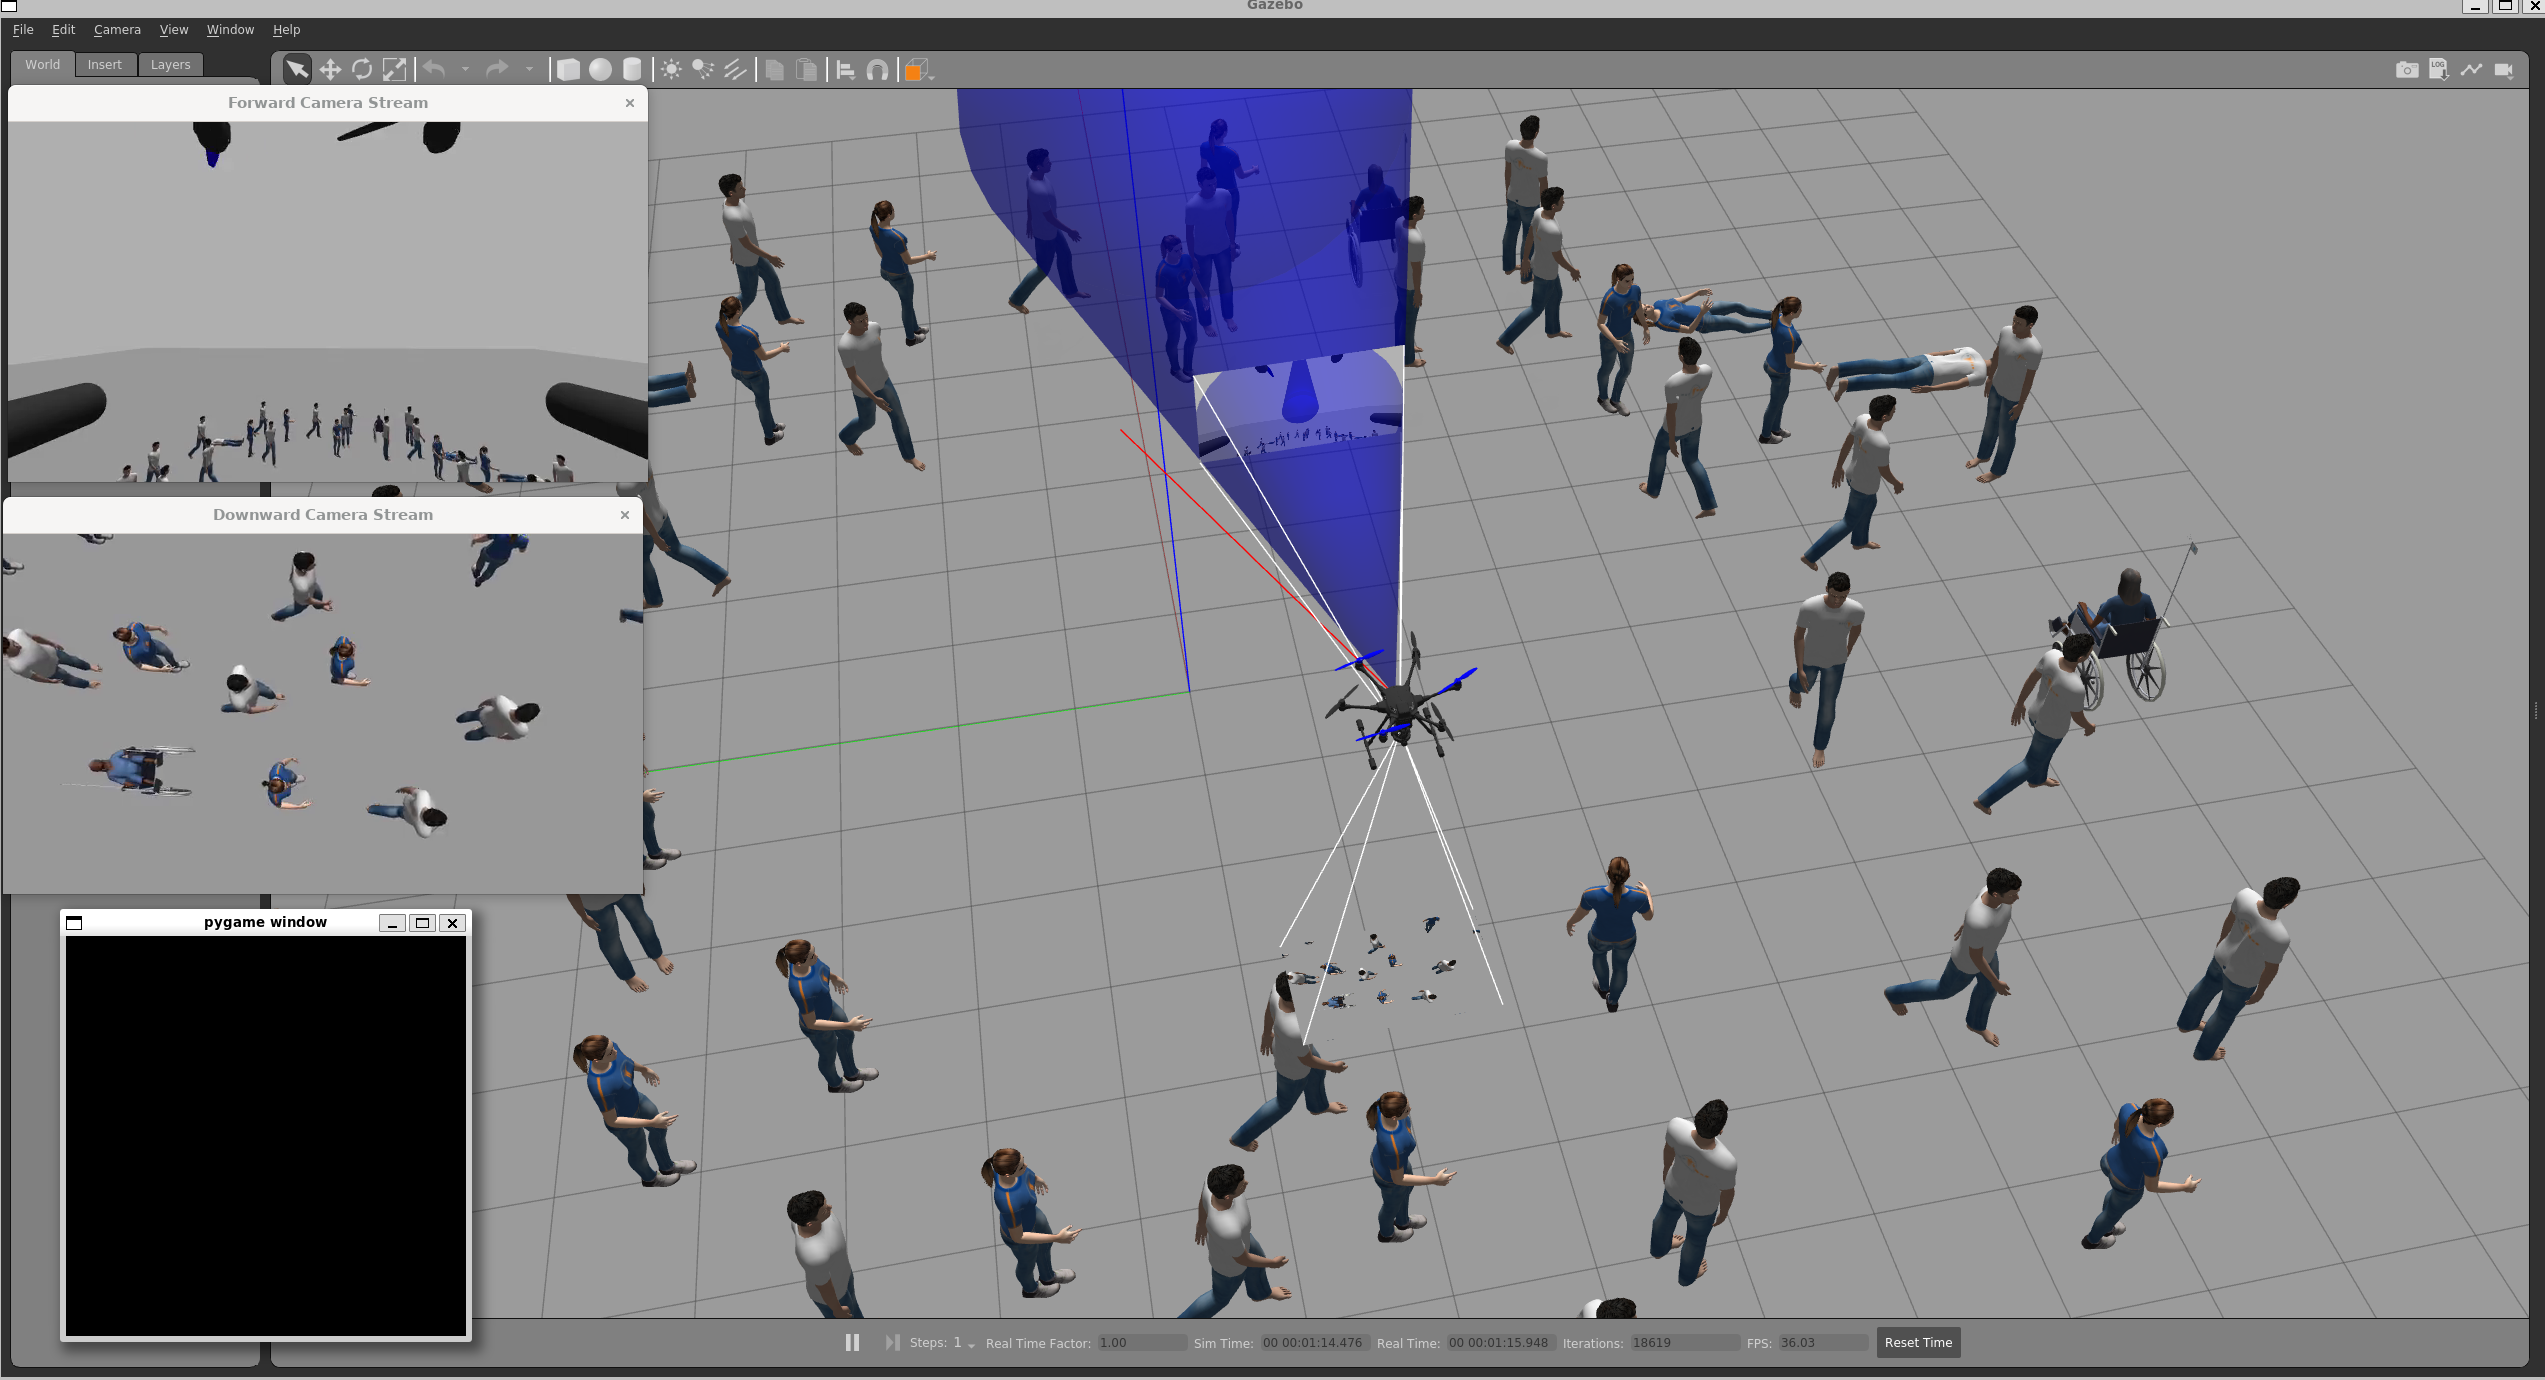 Gazebo
File Edit Camera View Window Help
World Insert Layers
LOG
Forward Camera Stream
Downward Camera Stream
pygame window
Steps: 1 Real Time Factor: 1.00 Sim Time: 00 00:01:14.476 Real Time: 00 00:01:15.948 Iterations: 18619 FPS: 36.03 Reset Time